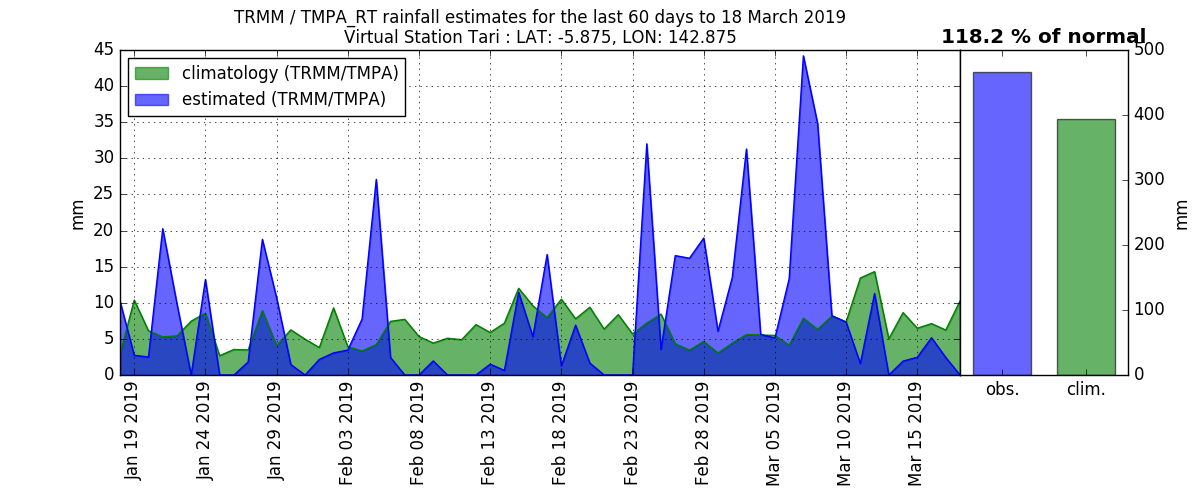 TRMM / TMPA_RT rainfall estimates for the last 60 days to 18 March 2019
Virtual Station Tari : LAT: -5.875, LON: 142.875
118.2 % of normal
climatology (TRMM/TMPA)
estimated (TRMM/TMPA)
mm
45
40
35
30
25
20
15
10
5
0
Jan 19 2019
Jan 24 2019
Jan 29 2019
Feb 03 2019
Feb 08 2019
Feb 13 2019
Feb 18 2019
Feb 23 2019
Feb 28 2019
Mar 05 2019
Mar 10 2019
Mar 15 2019
500
400
300
200
100
0
mm
obs.
clim.